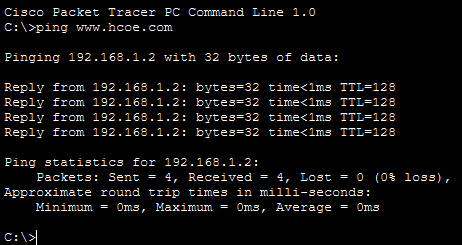 Cisco Packet Tracer PC Command Line 1.0
C:\>ping www.hcoe.com
Pinging 192.168.1.2 with 32 bytes of data:
Reply from 192.168.1.2: bytes=32 time<1ms TTL=128
Reply from 192.168.1.2: bytes=32 time<1ms TTL=128
Reply from 192.168.1.2: bytes=32 time<1ms TTL=128
Reply from 192.168.1.2: bytes=32 time<1ms TTL=128
Ping statistics for 192.168.1.2:
    Packets: Sent = 4, Received = 4, Lost = 0 (0% loss),
Approximate round trip times in milli-seconds:
    Minimum = 0ms, Maximum = 0ms, Average = 0ms
C:\>